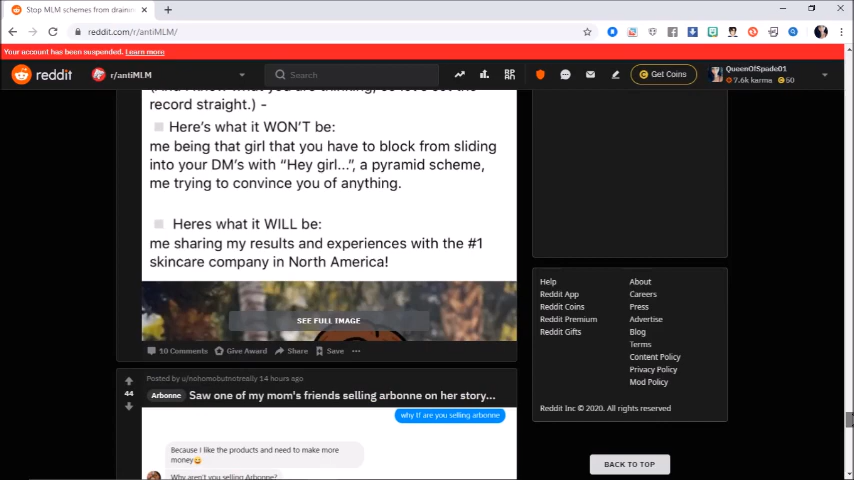 Stop MLM schemes from drainin
reddit.com/r/antiMLM/
Your account has been suspended. Learn more
reddit
r/antiMLM
Search
Get Coins
QueenOfSpade01
7.6k karma 50
record straight.) -
Here's what it WON'T be:
me being that girl that you have to block from sliding
into your DM's with "Hey girl...", a pyramid scheme,
me trying to convince you of anything.
Heres what it WILL be:
me sharing my results and experiences with the #1
skincare company in North America!
SEE FULL IMAGE
10 Comments Give Award Share Save
Posted by u/nohomobutnotreally 14 hours ago
44
Arbonne Saw one of my mom's friends selling arbonne on her story...
why tf are you selling arbonne
Because I like the products and need to make more
money
Why aren't you selling Arbonne?
Help About
Reddit App Careers
Reddit Coins Press
Reddit Premium Advertise
Reddit Gifts Blog
Terms
Content Policy
Privacy Policy
Mod Policy
Reddit Inc © 2020. All rights reserved
BACK TO TOP